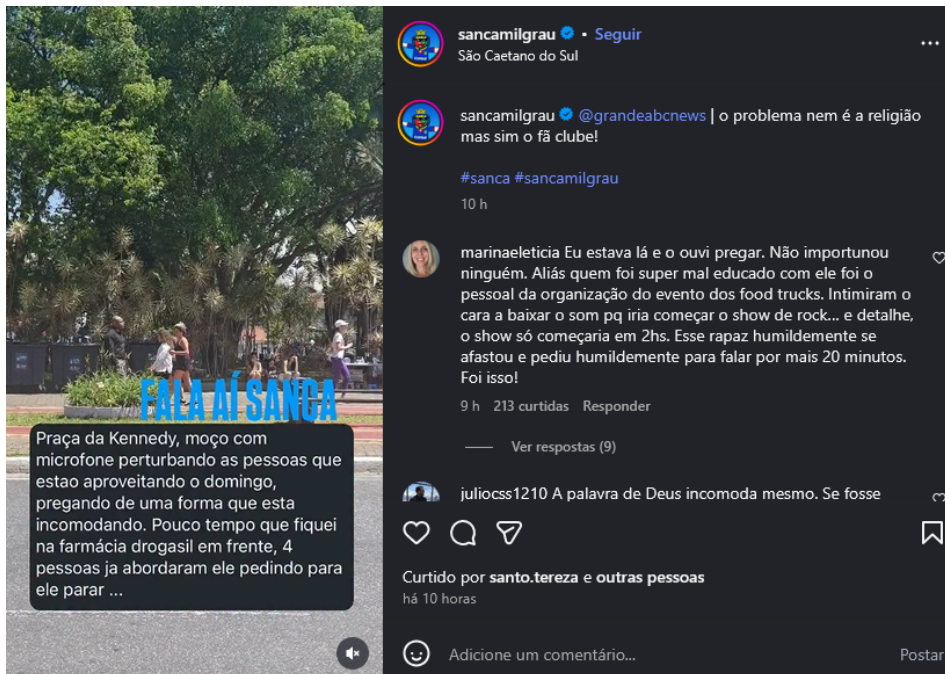 FALA AÍ SANCA
Praça da Kennedy, moço com
microfone perturbando as pessoas que
estao aproveitando o domingo,
pregando de uma forma que esta
incomodando. Pouco tempo que fiquei
na farmácia drogasil em frente, 4
pessoas ja abordaram ele pedindo para
ele parar ...
sancamilgrau • Seguir
São Caetano do Sul
sancamilgrau @grandeabcnews | o problema nem é a religião
mas sim o fã clube!
#sanca #sancamilgrau
10 h
marinaeleticia Eu estava lá e o ouvi pregar. Não importunou
ninguém. Aliás quem foi super mal educado com ele foi o
pessoal da organização do evento dos food trucks. Intimiram o
cara a baixar o som pq iria começar o show de rock... e detalhe,
o show só começaria em 2hs. Esse rapaz humildemente se
afastou e pediu humildemente para falar por mais 20 minutos.
Foi isso!
9 h 213 curtidas Responder
Ver respostas (9)
juliocss1210 A palavra de Deus incomoda mesmo. Se fosse
Curtido por santo.tereza e outras pessoas
há 10 horas
Adicione um comentário...
Postar